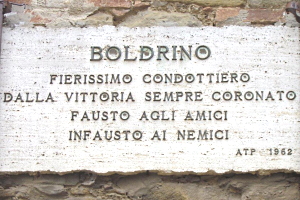 BOLDRINO
FIERISSIMO CONDOTTIERO
DALLA VITTORIA SEMPRE CORONATO
FAUSTO AGLI AMICI
INFAUSTO AI NEMICI
ATP - 1962